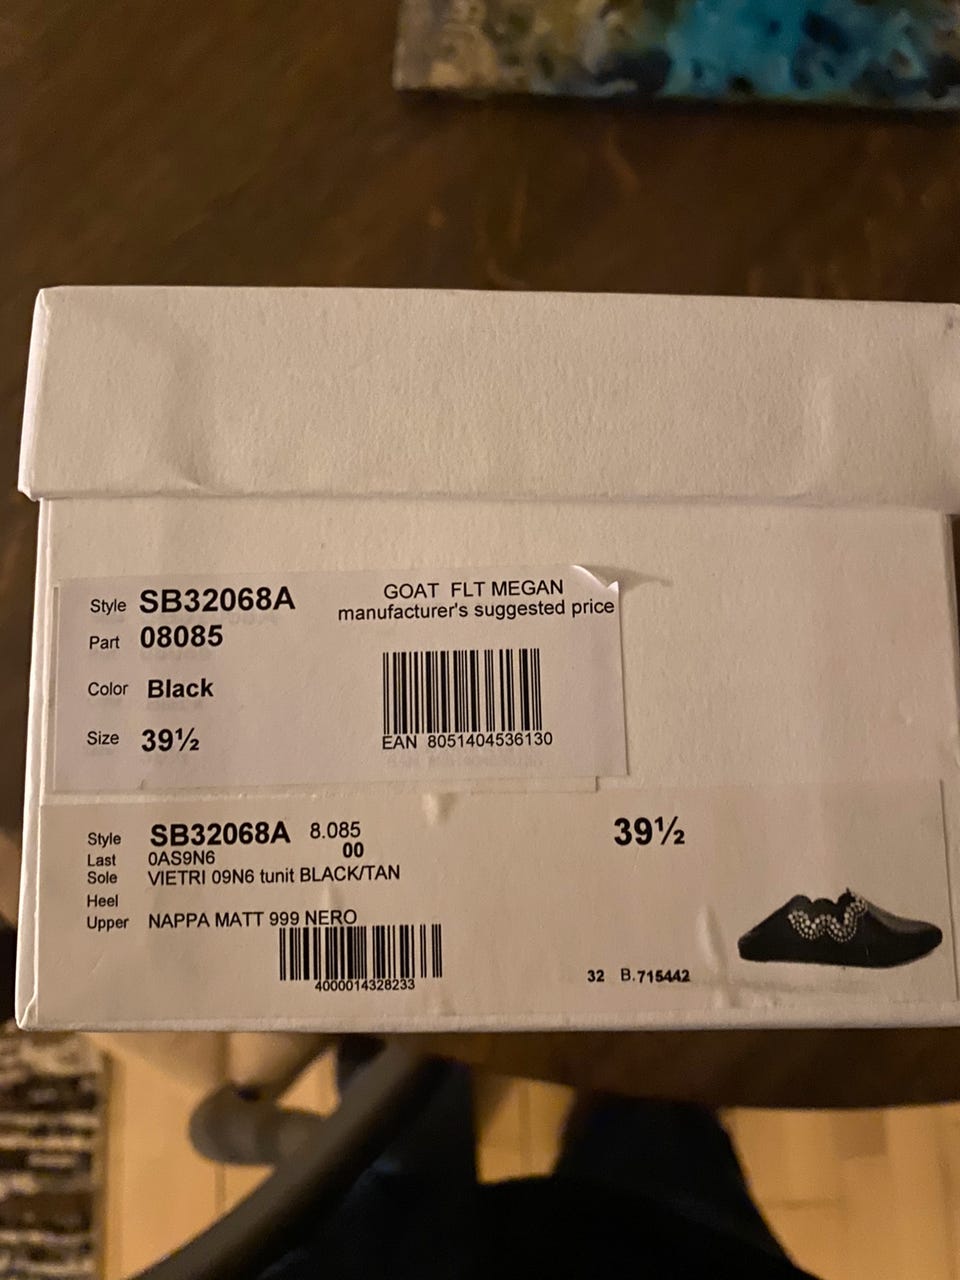 Style SB32068A
Part 08085
Color Black
Size 39½
GOAT FLT MEGAN
manufacturer's suggested price
EAN 8051404536130
Style SB32068A 8.085
Last 0AS9N6 00
Sole VIETRI 09N6 tunit BLACK/TAN
Heel
Upper NAPPA MATT 999 NERO
4000014328233
39½
32 B.715442